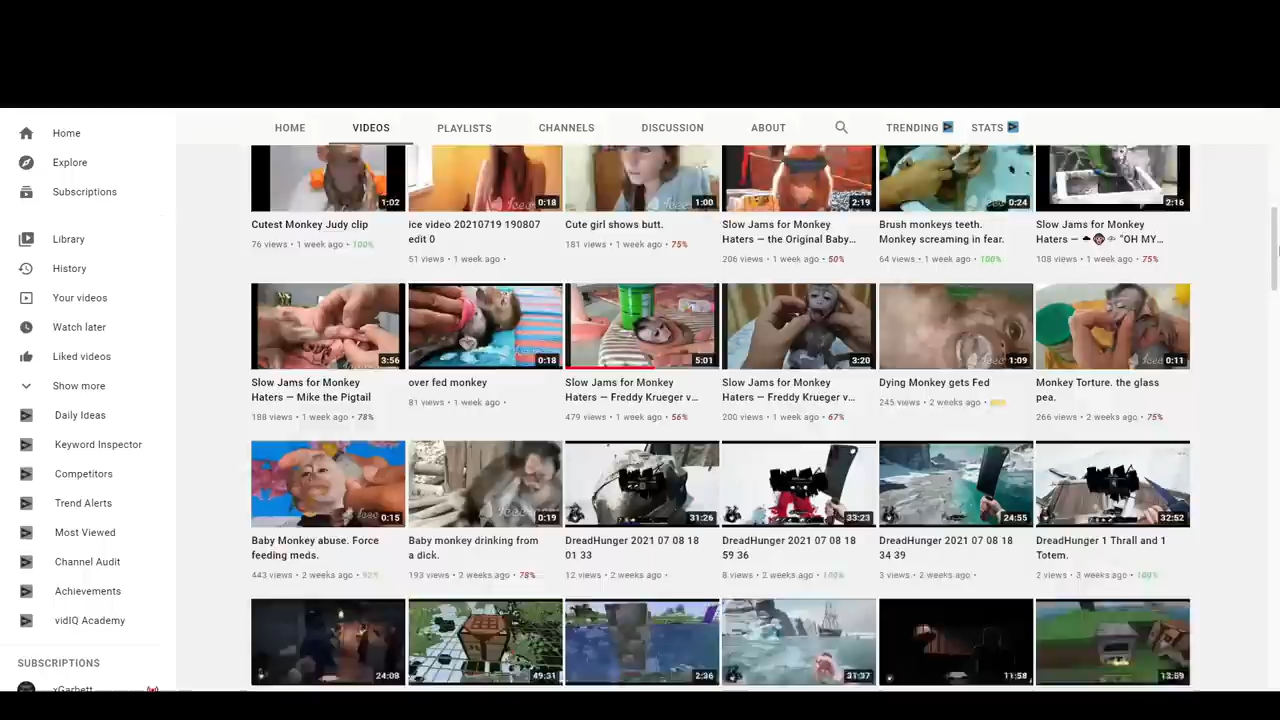 HOME VIDEOS PLAYLISTS CHANNELS DISCUSSION ABOUT TRENDING STATS
Home
Explore
Subscriptions
Library
History
Your videos
Watch later
Liked videos
Show more
Daily Ideas
Keyword Inspector
Competitors
Trend Alerts
Most Viewed
Channel Audit
Achievements
vidIQ Academy
SUBSCRIPTIONS
xGarbett
1:02
Cutest Monkey Judy clip
76 views • 1 week ago • 100%
0:18
ice video 20210719 190807
edit 0
51 views • 1 week ago •
1:00
Cute girl shows butt.
181 views • 1 week ago • 75%
2:19
Slow Jams for Monkey
Haters — the Original Baby...
206 views • 1 week ago • 50%
0:24
Brush monkeys teeth.
Monkey screaming in fear.
64 views • 1 week ago • 100%
2:16
Slow Jams for Monkey
Haters — "OH MY...
108 views • 1 week ago • 75%
3:56
Slow Jams for Monkey
Haters — Mike the Pigtail
188 views • 1 week ago • 78%
0:18
over fed monkey
81 views • 1 week ago •
5:01
Slow Jams for Monkey
Haters — Freddy Krueger v...
479 views • 1 week ago • 56%
3:20
Slow Jams for Monkey
Haters — Freddy Krueger v...
200 views • 1 week ago • 67%
1:09
Dying Monkey gets Fed
245 views • 2 weeks ago •
0:11
Monkey Torture. the glass
pea.
266 views • 2 weeks ago • 75%
0:15
Baby Monkey abuse. Force
feeding meds.
443 views • 2 weeks ago • 92%
0:19
Baby monkey drinking from
a dick.
193 views • 2 weeks ago • 78%
31:26
DreadHunger 2021 07 08 18
01 33
12 views • 2 weeks ago •
33:23
DreadHunger 2021 07 08 18
59 36
8 views • 2 weeks ago • 100%
24:55
DreadHunger 2021 07 08 18
34 39
3 views • 2 weeks ago •
32:52
DreadHunger 1 Thrall and 1
Totem.
2 views • 3 weeks ago • 100%
24:08
49:31
2:36
31:37
11:58
13:59